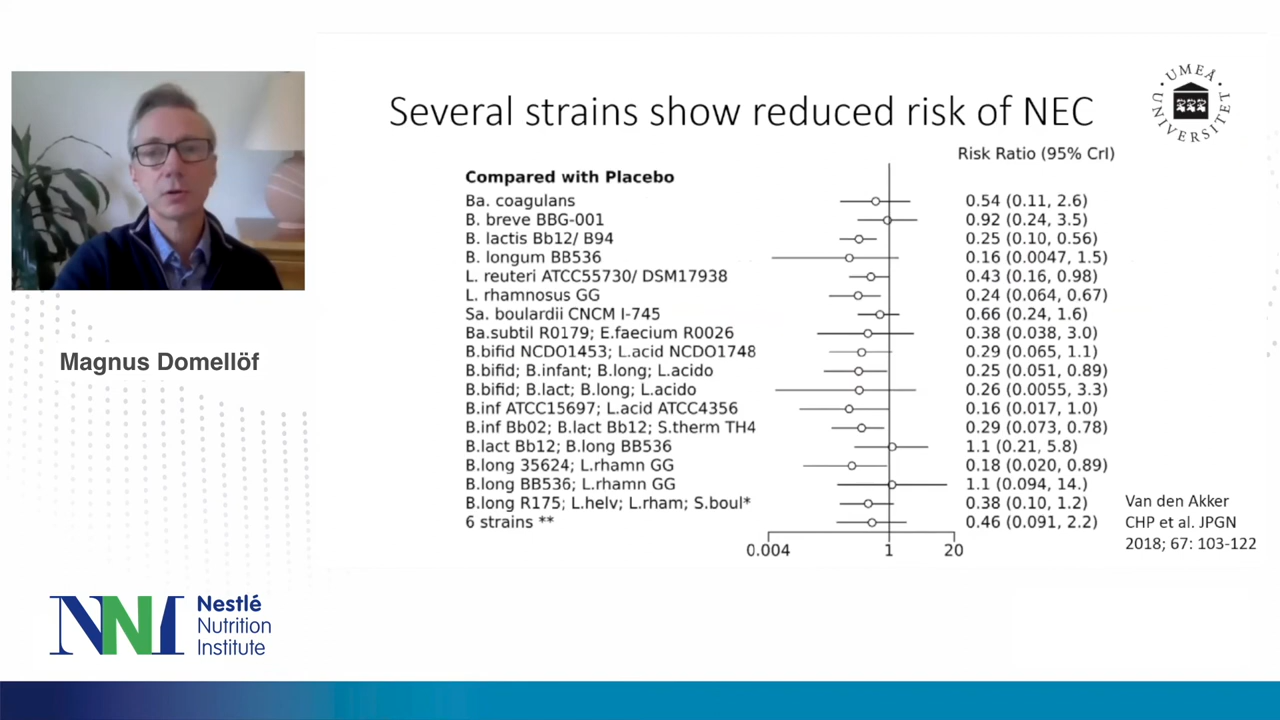 Several strains show reduced risk of NEC
UMEÅ UNIVERSITET
Risk Ratio (95% CrI)
Compared with Placebo
Ba. coagulans 0.54 (0.11, 2.6)
B. breve BBG-001 0.92 (0.24, 3.5)
B. lactis Bb12/ B94 0.25 (0.10, 0.56)
B. longum BB536 0.16 (0.0047, 1.5)
L. reuteri ATCC55730/ DSM17938 0.43 (0.16, 0.98)
L. rhamnosus GG 0.24 (0.064, 0.67)
Sa. boulardii CNCM I-745 0.66 (0.24, 1.6)
Ba.subtil R0179; E.faecium R0026 0.38 (0.038, 3.0)
B.bifid NCDO1453; L.acid NCDO1748 0.29 (0.065, 1.1)
B.bifid; B.infant; B.long; L.acido 0.25 (0.051, 0.89)
B.bifid; B.lact; B.long; L.acido 0.26 (0.0055, 3.3)
B.inf ATCC15697; L.acid ATCC4356 0.16 (0.017, 1.0)
B.inf Bb02; B.lact Bb12; S.therm TH4 0.29 (0.073, 0.78)
B.lact Bb12; B.long BB536 1.1 (0.21, 5.8)
B.long 35624; L.rhamn GG 0.18 (0.020, 0.89)
B.long BB536; L.rhamn GG 1.1 (0.094, 14.)
B.long R175; L.helv; L.rham; S.boul* 0.38 (0.10, 1.2)
6 strains ** 0.46 (0.091, 2.2)
0.004 1 20
Van den Akker
CHP et al. JPGN
2018; 67: 103-122
Magnus Domellöf
NNI
Nestlé
Nutrition
Institute